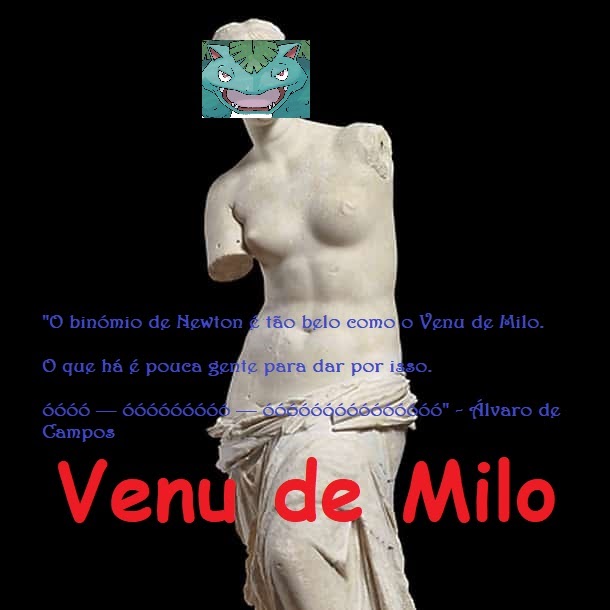 "O binómio de Newton é tão belo como o Venu de Milo.
O que há é pouca gente para dar por isso.
óóóó — óóóóóóóóó — óóóóóóóóóóóóóóó" - Álvaro de
Campos
Venu de Milo